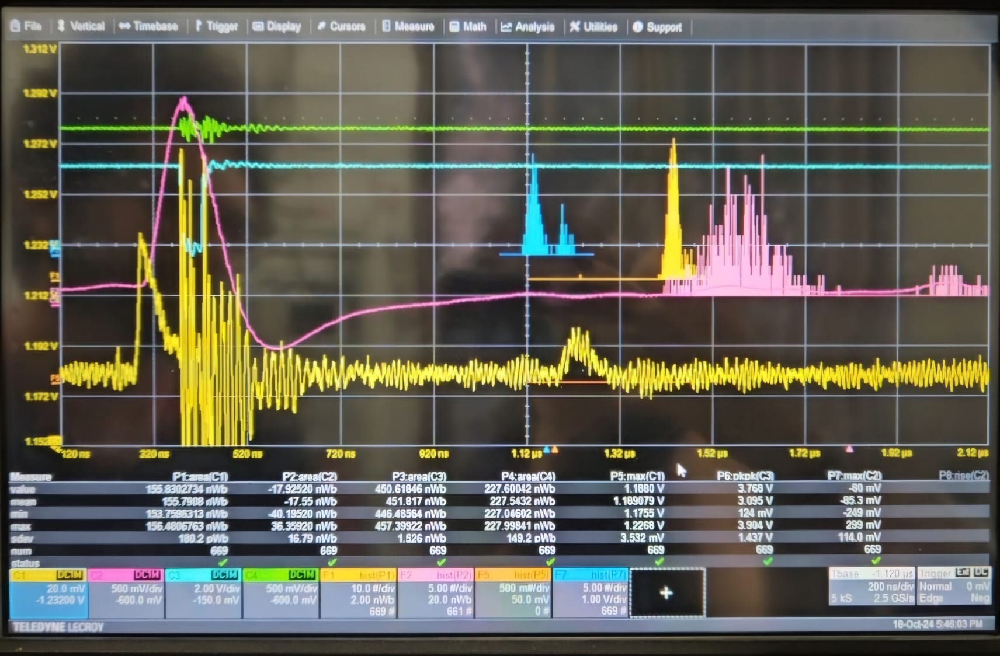 File Vertical Timebase Trigger Display Cursors Measure Math Analysis Utilities Support
1.312 V
1.292 V
1.272 V
1.252 V
1.232 V
1.212 V
1.192 V
1.172 V
120 ns 320 ns 520 ns 720 ns 920 ns 1.12 µs 1.32 µs 1.52 µs 1.72 µs 1.92 µs 2.12 µs
Measure P1:area(C1) P2:area(C2) P3:area(C3) P4:area(C4) P5:max(C1) P6:pkpk(C3) P7:max(C2) P8:rise(C2)
value 155.8302734 nWb -17.92520 nWb 450.61846 nWb 227.60042 nWb 1.1880 V 3.768 V -80 mV
mean 155.7908 nWb -17.55 nWb 451.817 nWb 227.5432 nWb 1.189079 V 3.095 V -85.3 mV
min 153.7596313 nWb -40.19520 nWb 446.48564 nWb 227.04602 nWb 1.1755 V 124 mV -249 mV
max 156.4806763 nWb 36.35920 nWb 457.39922 nWb 227.99841 nWb 1.2268 V 3.904 V 299 mV
sdev 180.2 pWb 16.79 nWb 1.526 nWb 149.2 pWb 3.532 mV 1.437 V 114.0 mV
num 669 669 669 669 669 669 669
status
C1 DC1M C2 DC1M C3 DC1M C4 DC1M F1 hist(P1) F2 hist(P2) F5 hist(P5) F7 hist(P7) Tbase -1.120 µs Trigger Ext DC
20.0 mV 500 mV/div 2.00 V/div 500 mV/div 10.0 #/div 5.00 #/div 500 m#/div 5.00 #/div 200 ns/div Normal 0 mV
-1.23200 V -600.0 mV -150.0 mV -600.0 mV 2.00 nWb 20.0 nWb 50.0 mV 1.00 V/div 5 kS 2.5 GS/s Edge Neg
669 # 661 # 0 # 669 #
TELEDYNE LECROY 18-Oct-24 5:46:03 PM